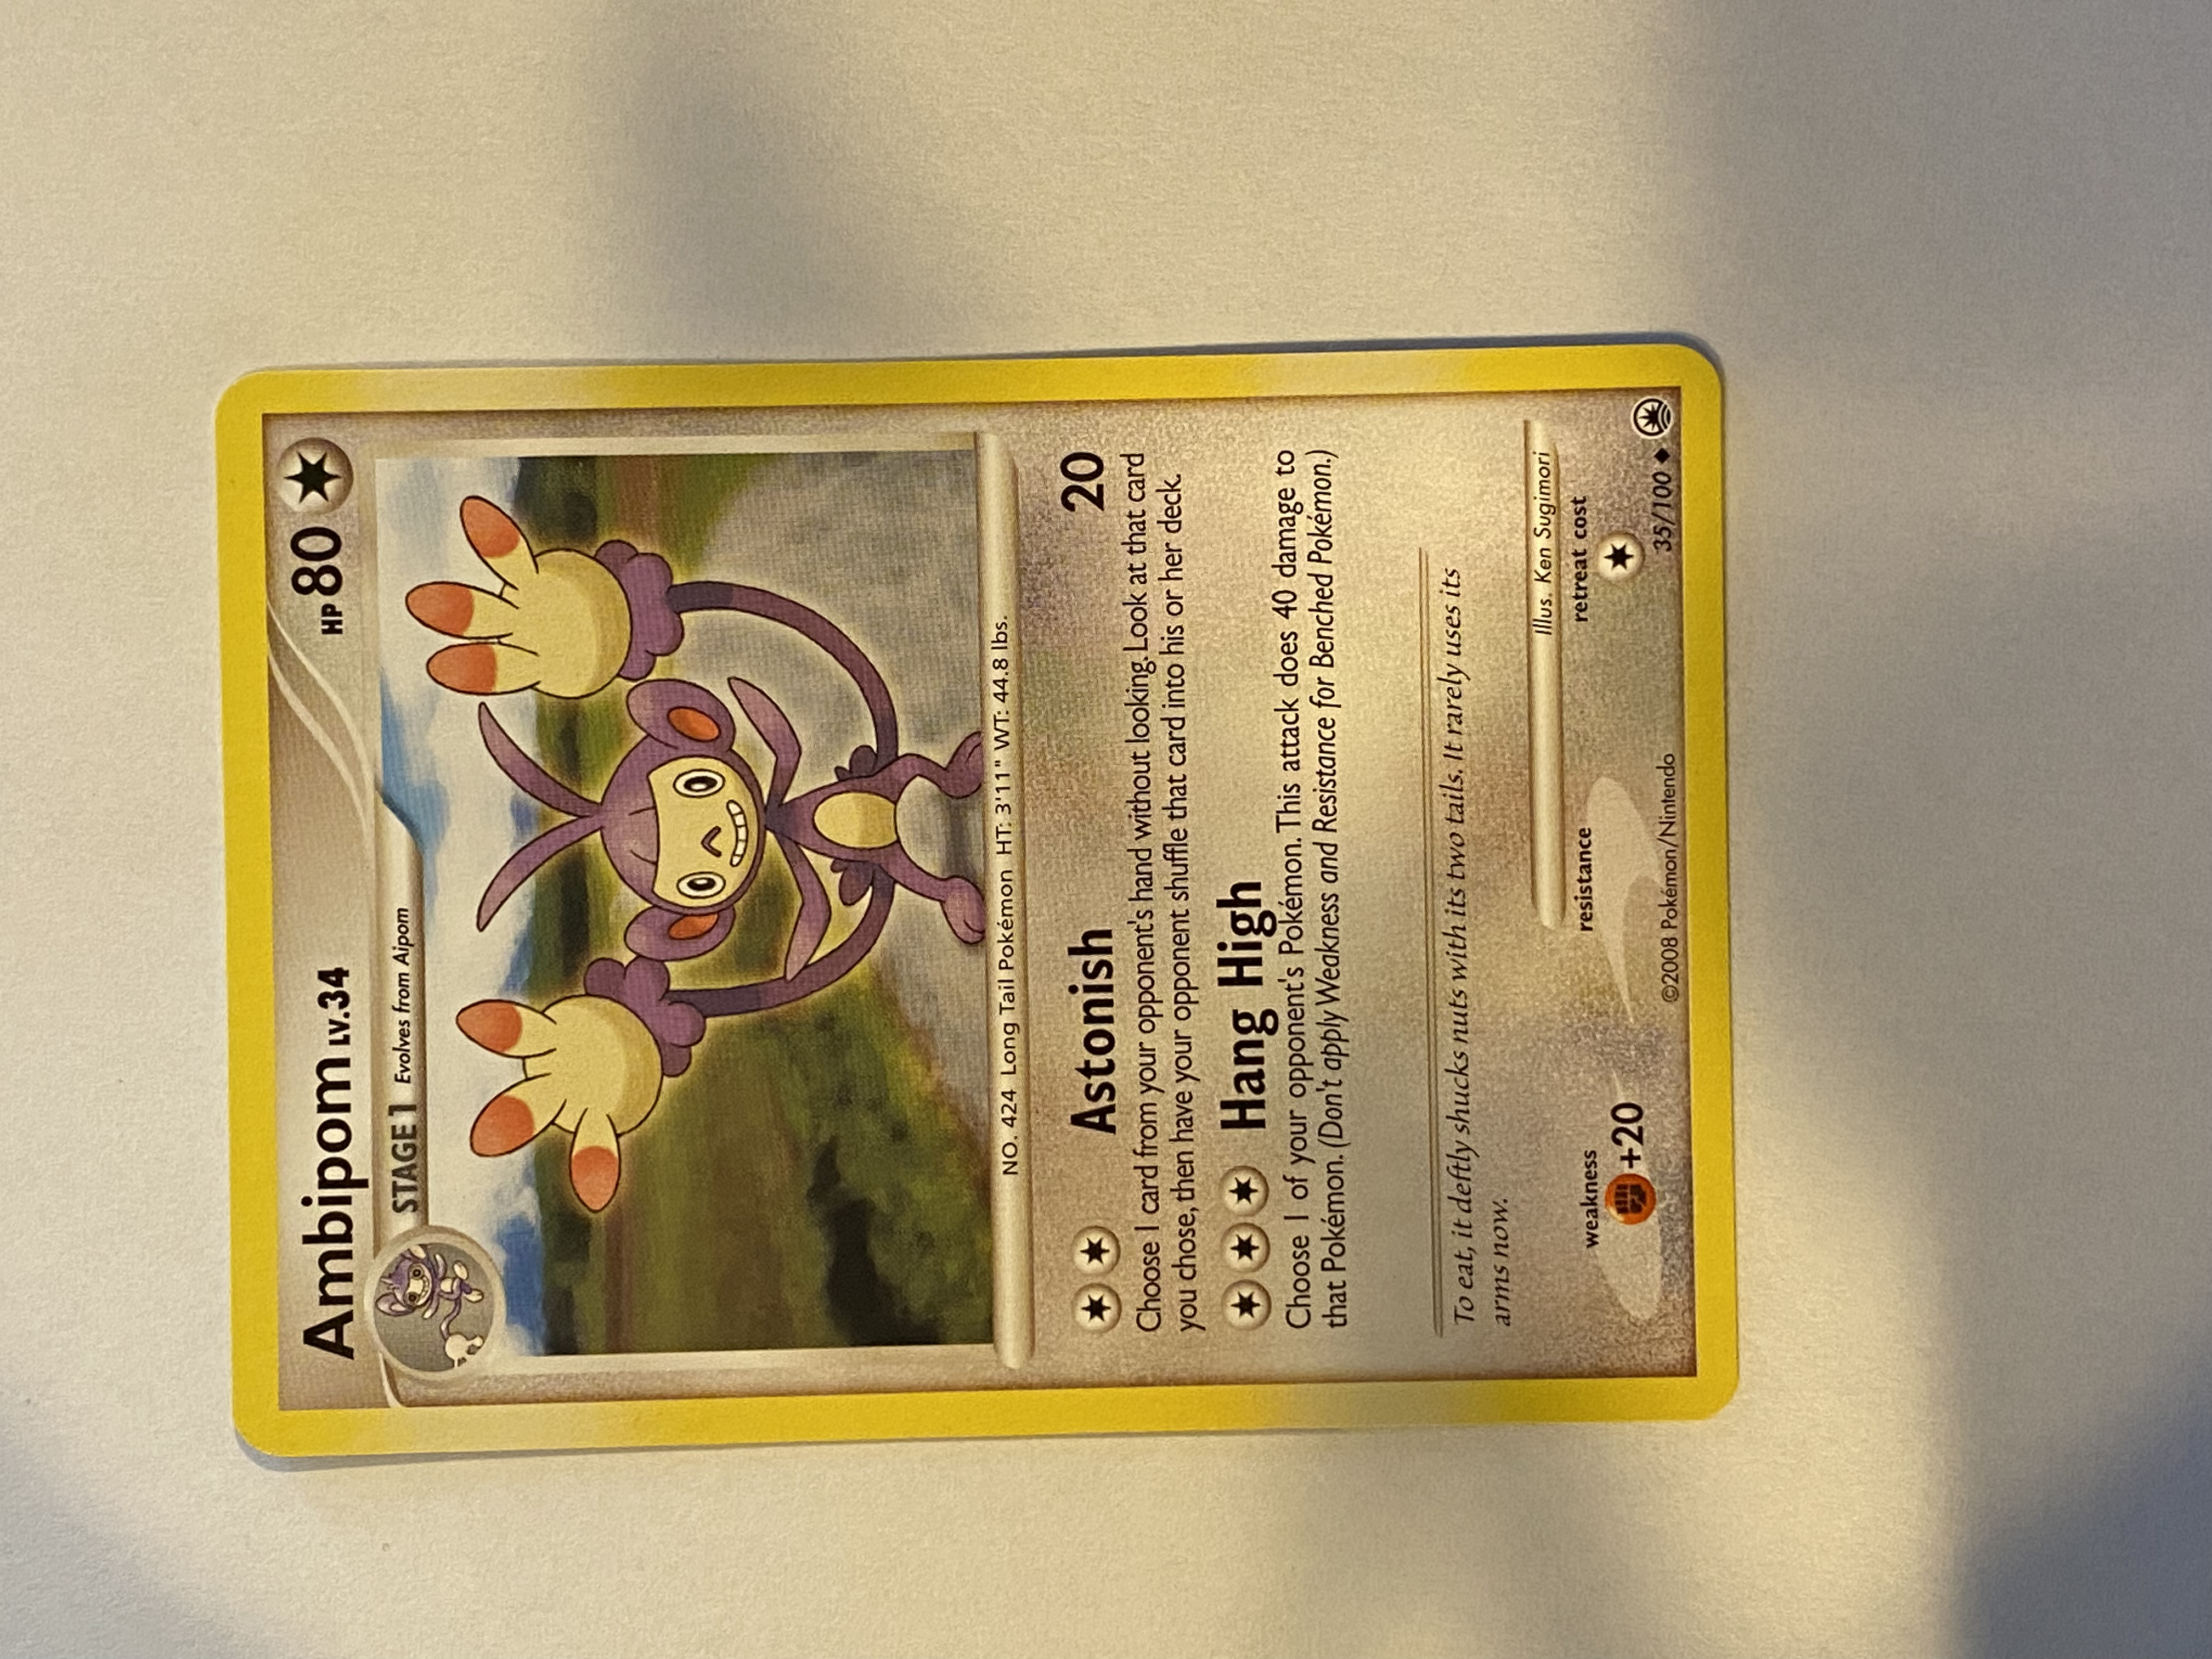 Ambipom LV.34 HP 80
STAGE 1 Evolves from Aipom
NO. 424 Long Tail Pokémon HT: 3'11" WT: 44.8 lbs.
Astonish 20
Choose 1 card from your opponent's hand without looking. Look at that card
you chose, then have your opponent shuffle that card into his or her deck.
Hang High
Choose 1 of your opponent's Pokémon. This attack does 40 damage to
that Pokémon. (Don't apply Weakness and Resistance for Benched Pokémon.)
To eat, it deftly shucks nuts with its two tails. It rarely uses its
arms now.
Illus. Ken Sugimori
weakness resistance retreat cost
+20
©2008 Pokémon/Nintendo 35/100